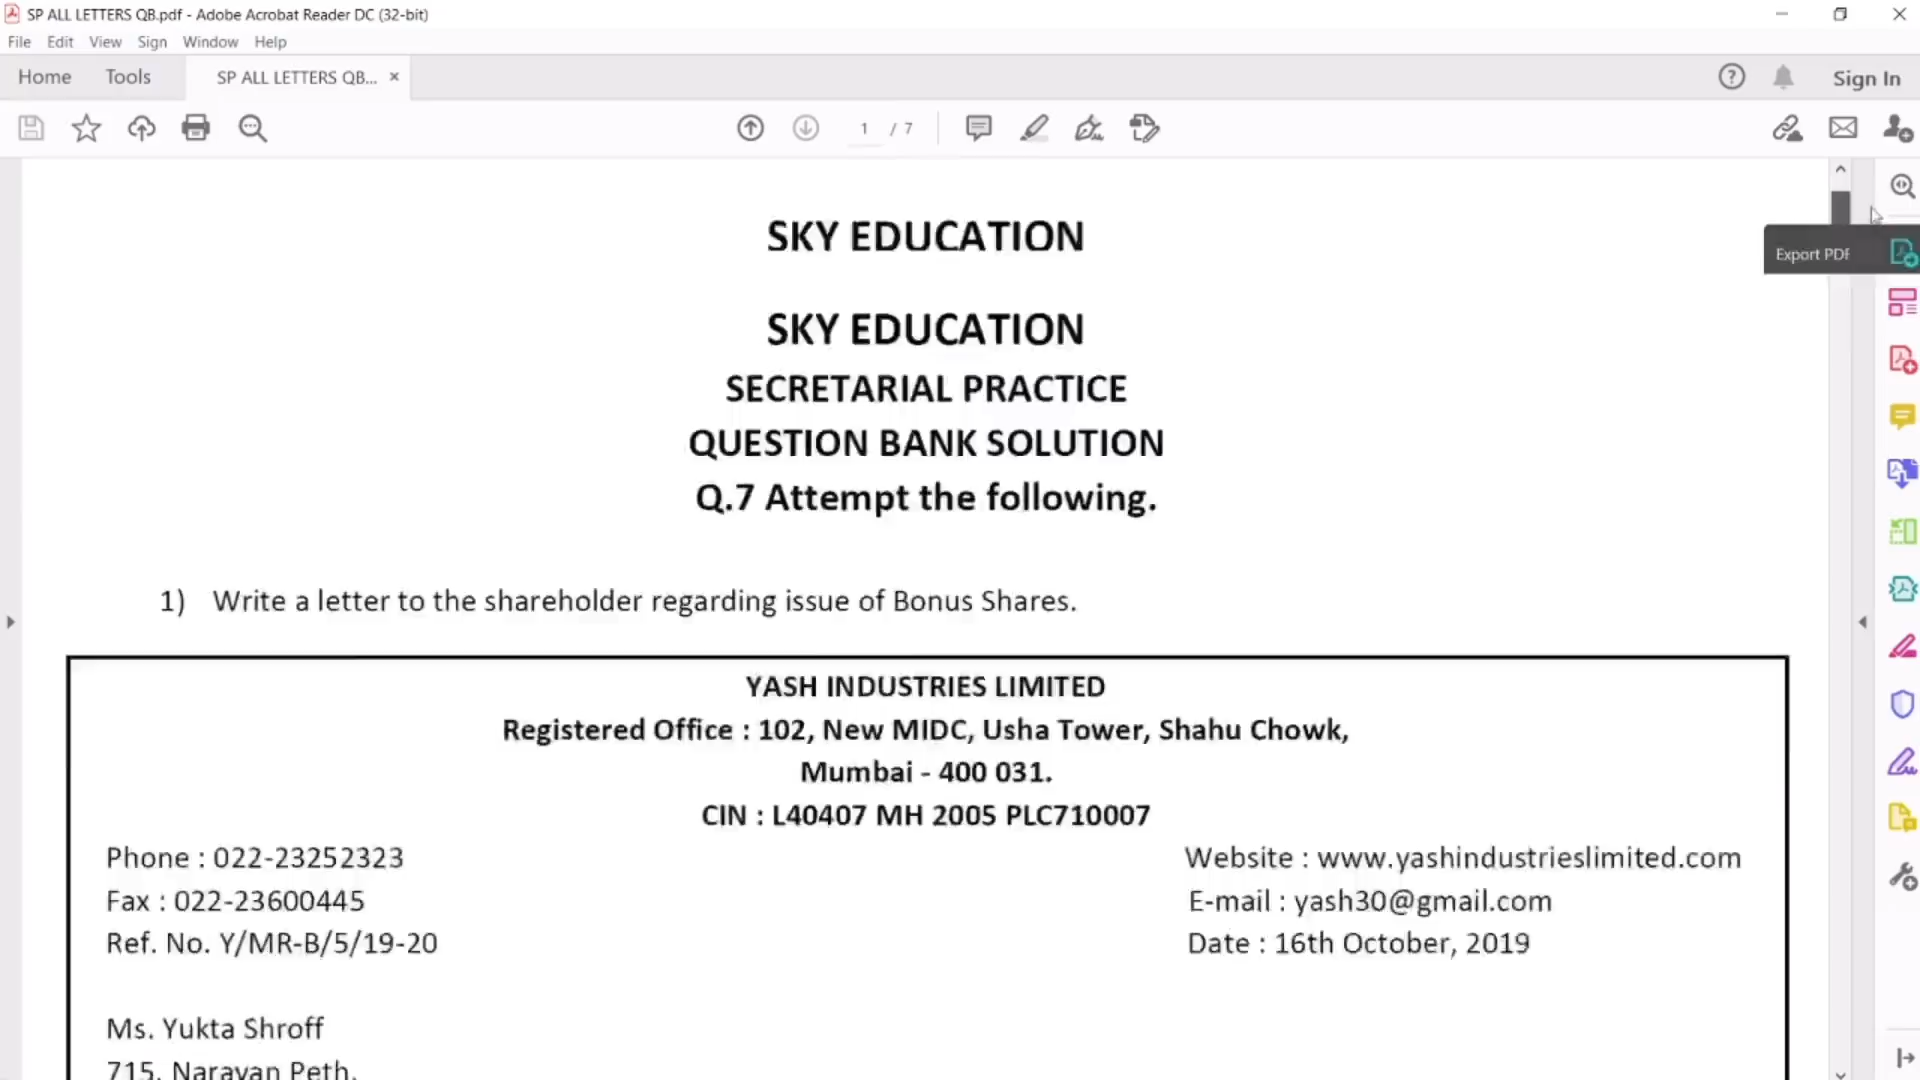 SP ALL LETTERS QB.pdf - Adobe Acrobat Reader DC (32-bit)
File Edit View Sign Window Help
Home Tools SP ALL LETTERS QB... × Sign In
1 / 7
Export PDF
SKY EDUCATION
SKY EDUCATION
SECRETARIAL PRACTICE
QUESTION BANK SOLUTION
Q.7 Attempt the following.
1) Write a letter to the shareholder regarding issue of Bonus Shares.
YASH INDUSTRIES LIMITED
Registered Office : 102, New MIDC, Usha Tower, Shahu Chowk,
Mumbai - 400 031.
CIN : L40407 MH 2005 PLC710007
Phone : 022-23252323 Website : www.yashindustrieslimited.com
Fax : 022-23600445 E-mail : yash30@gmail.com
Ref. No. Y/MR-B/5/19-20 Date : 16th October, 2019
Ms. Yukta Shroff
715, Narayan Peth,